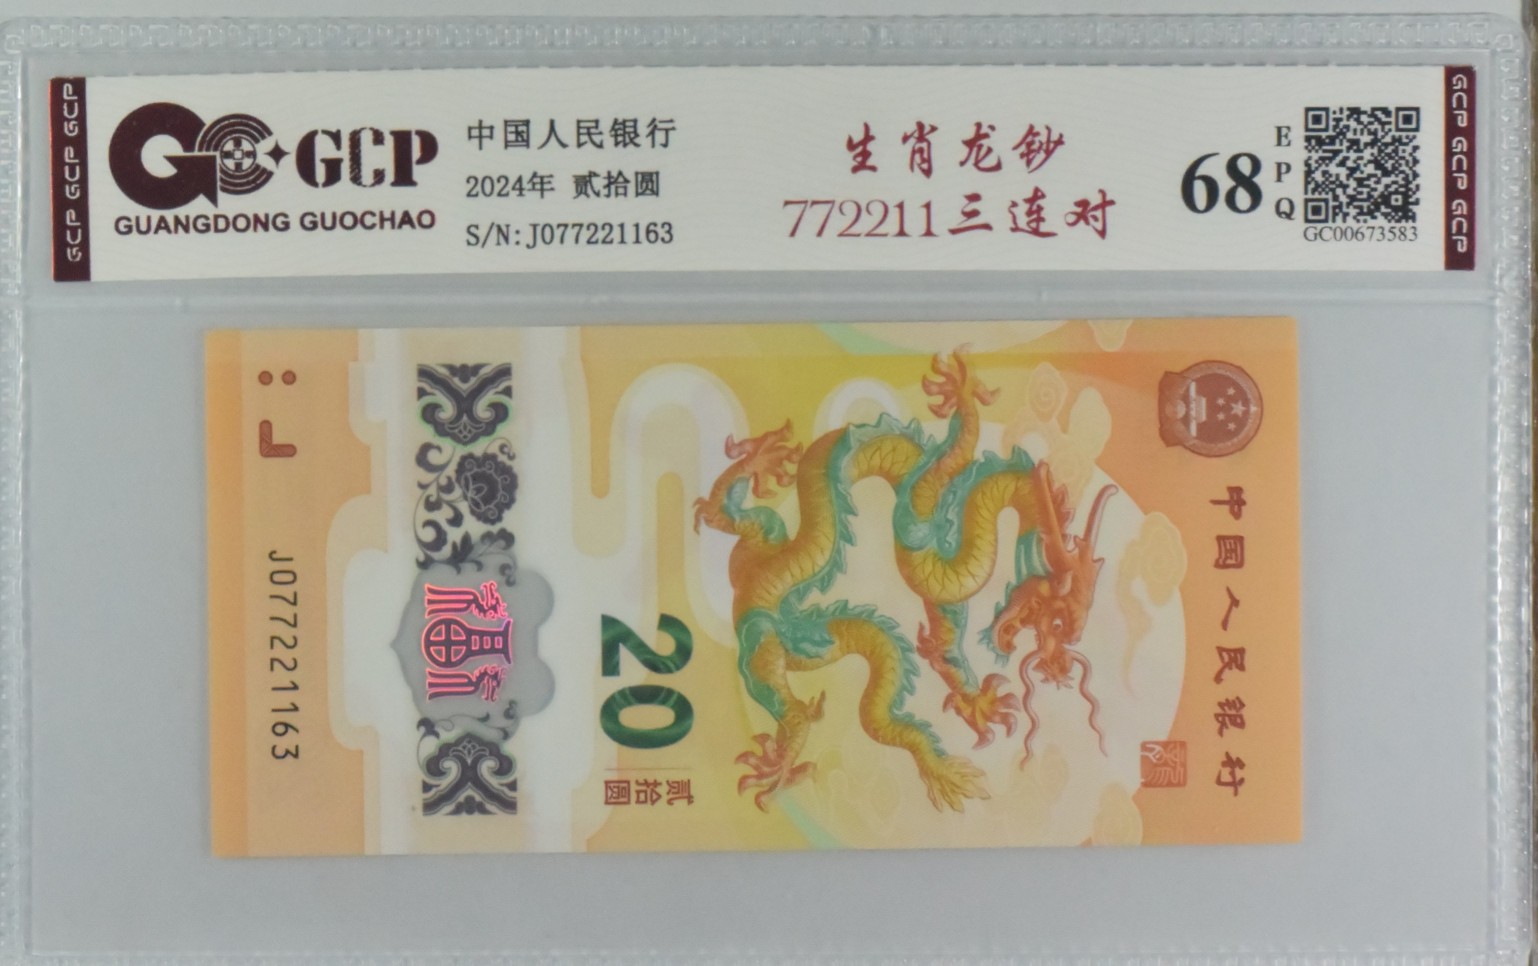 GCP GCP GCP
GCP
GUANGDONG GUOCHAO
中国人民银行
2024年 贰拾圆
S/N:J077221163
生肖龙钞
772211三连对
68
EPQ
GC00673583
GCP GCP GCP
中国人民银行
20
贰拾圆
J077221163